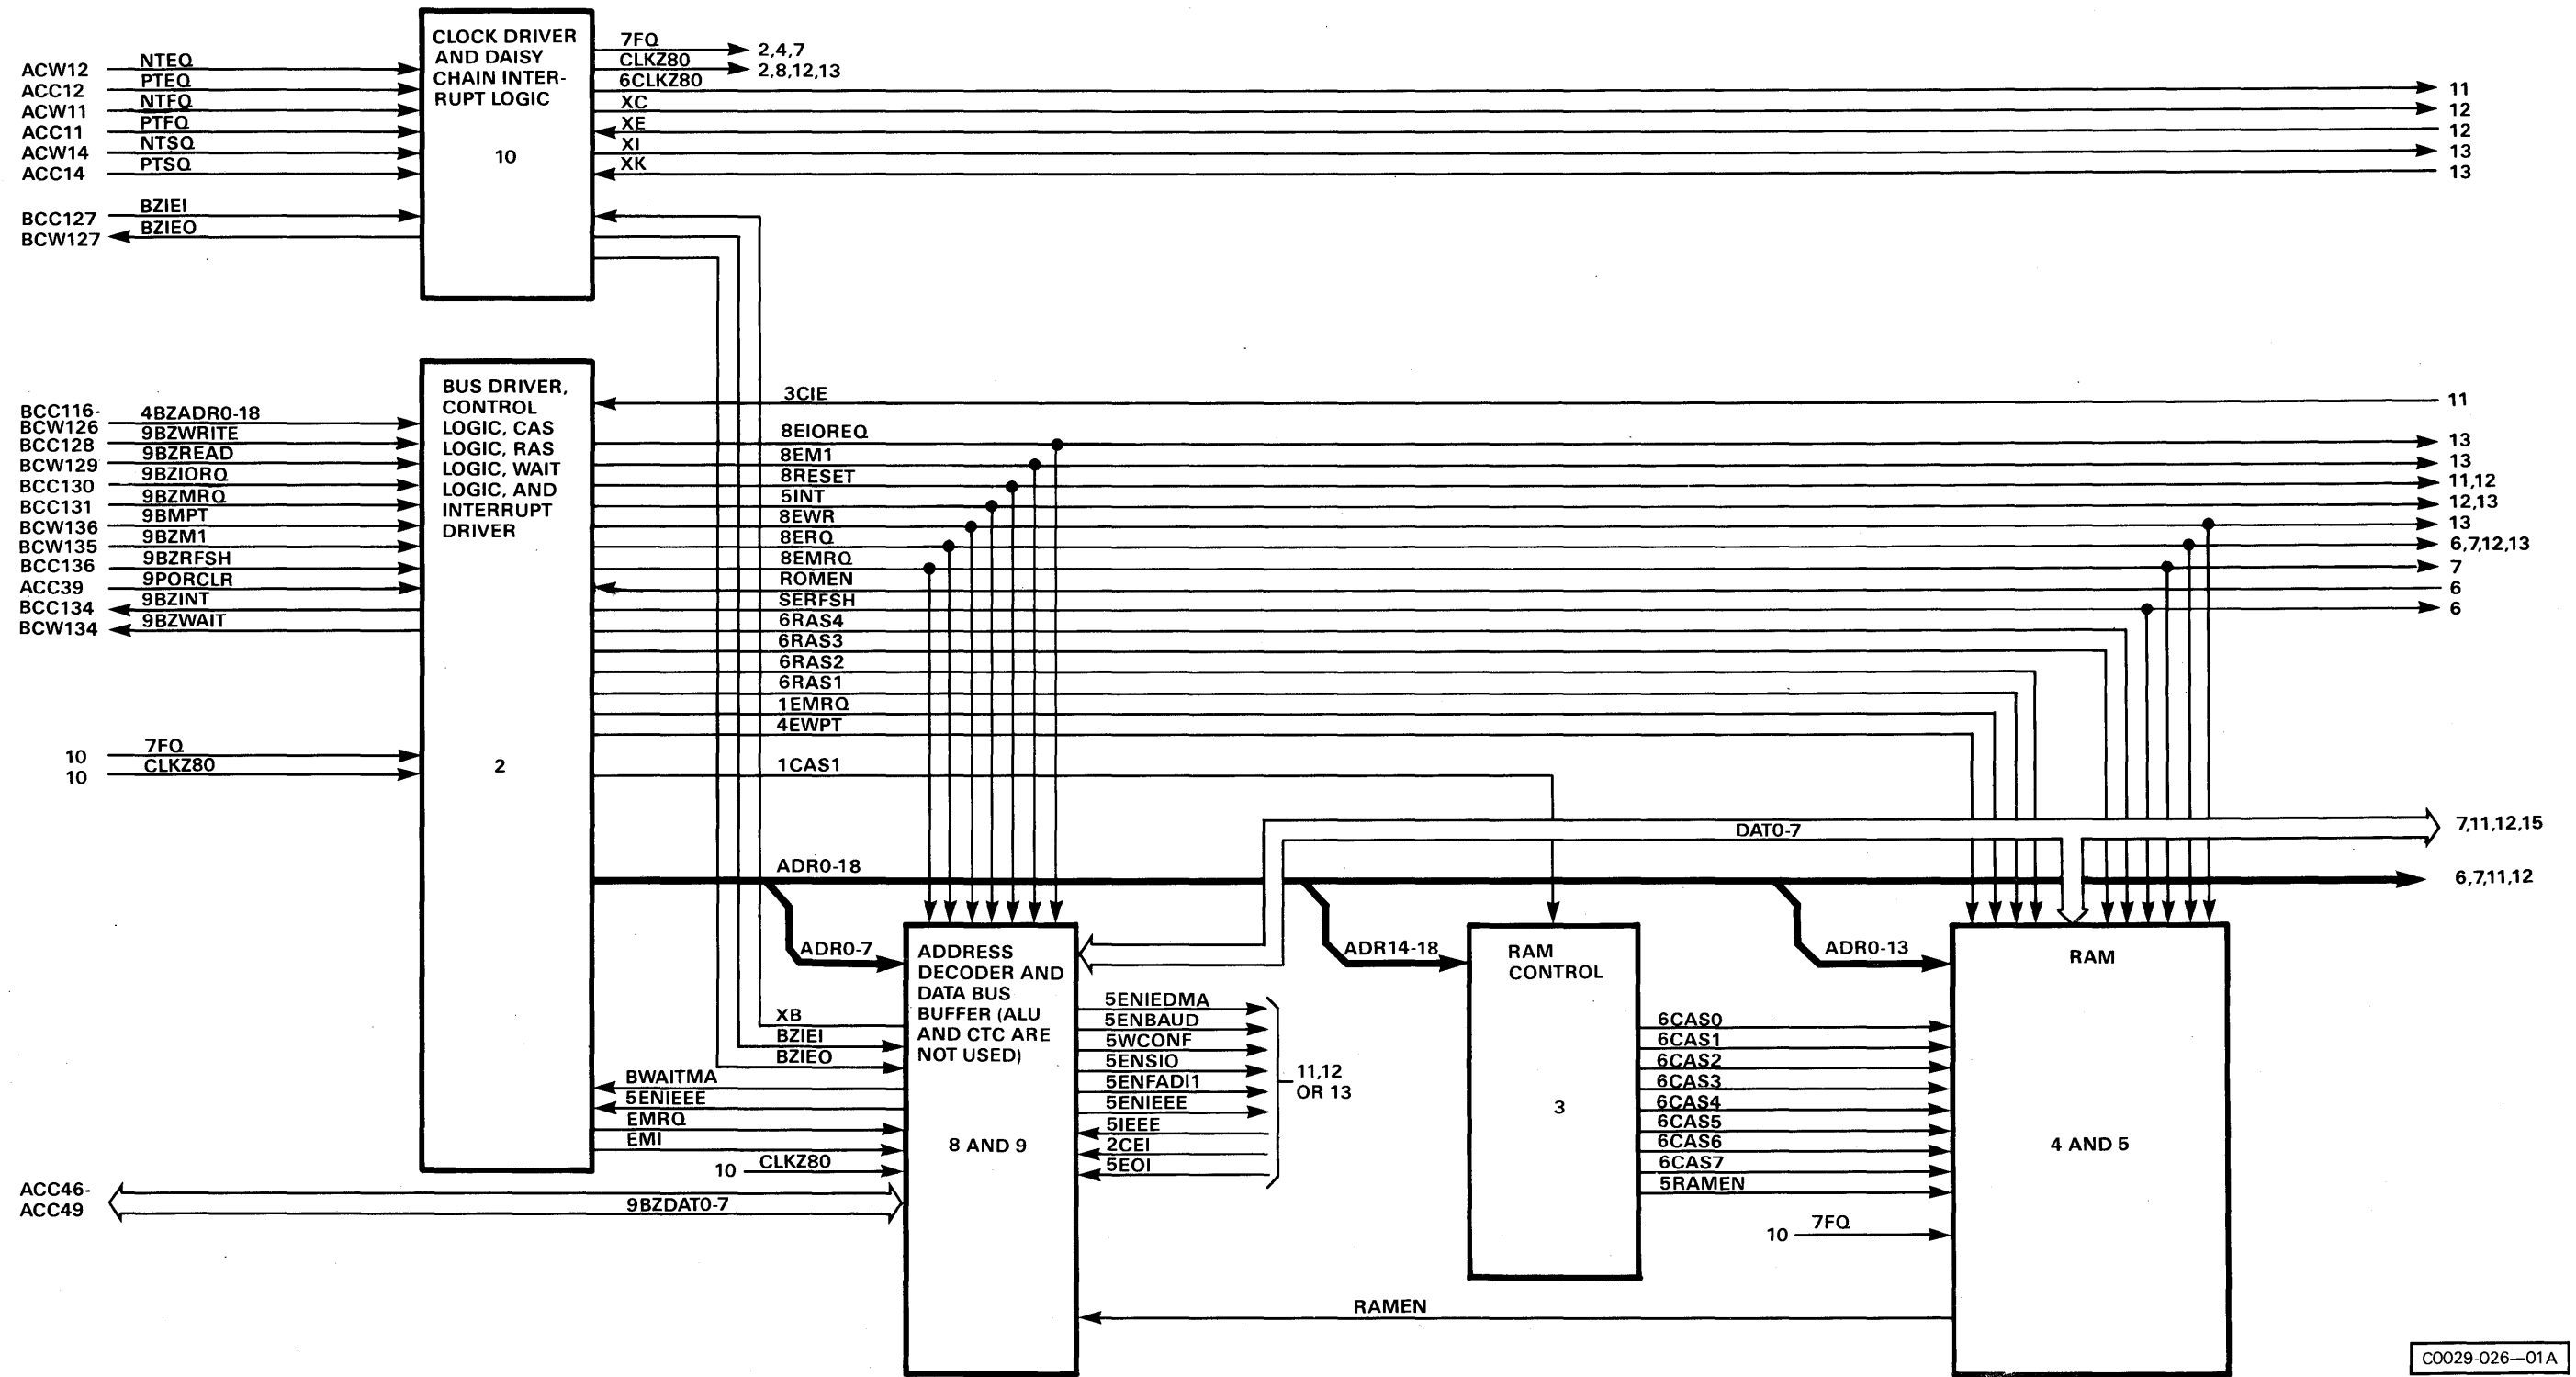 CLOCK DRIVER
AND DAISY
CHAIN INTER-
RUPT LOGIC
10
ACW12 NTEQ
ACC12 PTEQ
ACW11 NTFQ
ACC11 PTFQ
ACW14 NTSQ
ACC14 PTSQ
BCC127 BZIEI
BCW127 BZIEO
7FQ 2,4,7
CLKZ80 2,8,12,13
6CLKZ80 11
XC 12
XE 12
XI 13
XK 13
BUS DRIVER,
CONTROL
LOGIC, CAS
LOGIC, RAS
LOGIC, WAIT
LOGIC, AND
INTERRUPT
DRIVER
2
BCC116-
BCW126 4BZADR0-18
BCC128 9BZWRITE
BCW129 9BZREAD
BCC130 9BZIORQ
BCC131 9BZMRQ
BCW136 9BMPT
BCW135 9BZM1
BCC136 9BZRFSH
ACC39 9PORCLR
BCC134 9BZINT
BCW134 9BZWAIT
10 7FQ
10 CLKZ80
3CIE 11
8EIOREQ 13
8EM1 13
8RESET 11,12
5INT 12,13
8EWR 13
8ERQ 6,7,12,13
8EMRQ 7
ROMEN 6
SERFSH 6
6RAS4
6RAS3
6RAS2
6RAS1
1EMRQ
4EWPT
1CAS1
DAT0-7 7,11,12,15
ADR0-18 6,7,11,12
ADR0-7
ADR14-18
ADR0-13
ADDRESS
DECODER AND
DATA BUS
BUFFER (ALU
AND CTC ARE
NOT USED)
8 AND 9
XB
BZIEI
BZIEO
BWAITMA
5ENIEEE
EMRQ
EMI
10 CLKZ80
ACC46-
ACC49 9BZDAT0-7
5ENIEDMA
5ENBAUD
5WCONF
5ENSIO
5ENFADI1
5ENIEEE
5IEEE
2CEI
5EOI
11,12
OR 13
RAM
CONTROL
3
6CAS0
6CAS1
6CAS2
6CAS3
6CAS4
6CAS5
6CAS6
6CAS7
5RAMEN
10 7FQ
RAM
4 AND 5
RAMEN
C0029-026—01A